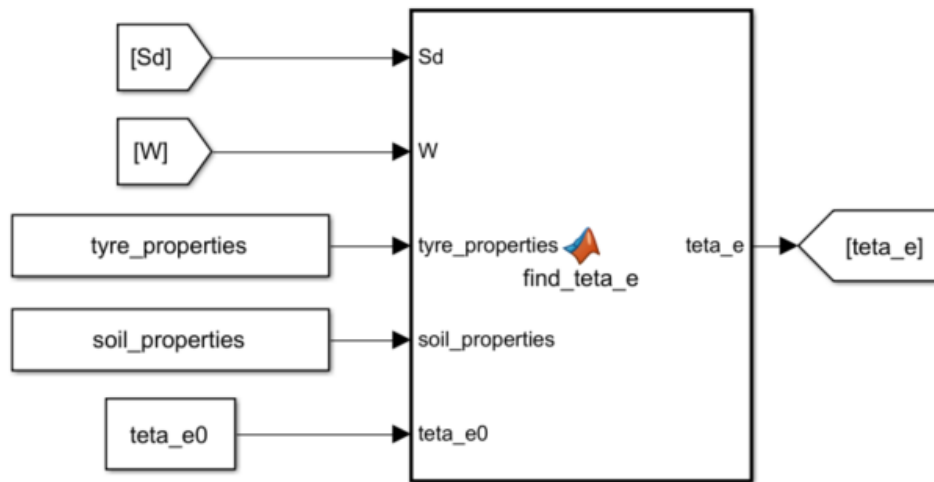 [Sd]
Sd
[W]
W
tyre_properties
tyre_properties
find_teta_e
teta_e
[teta_e]
soil_properties
soil_properties
teta_e0
teta_e0